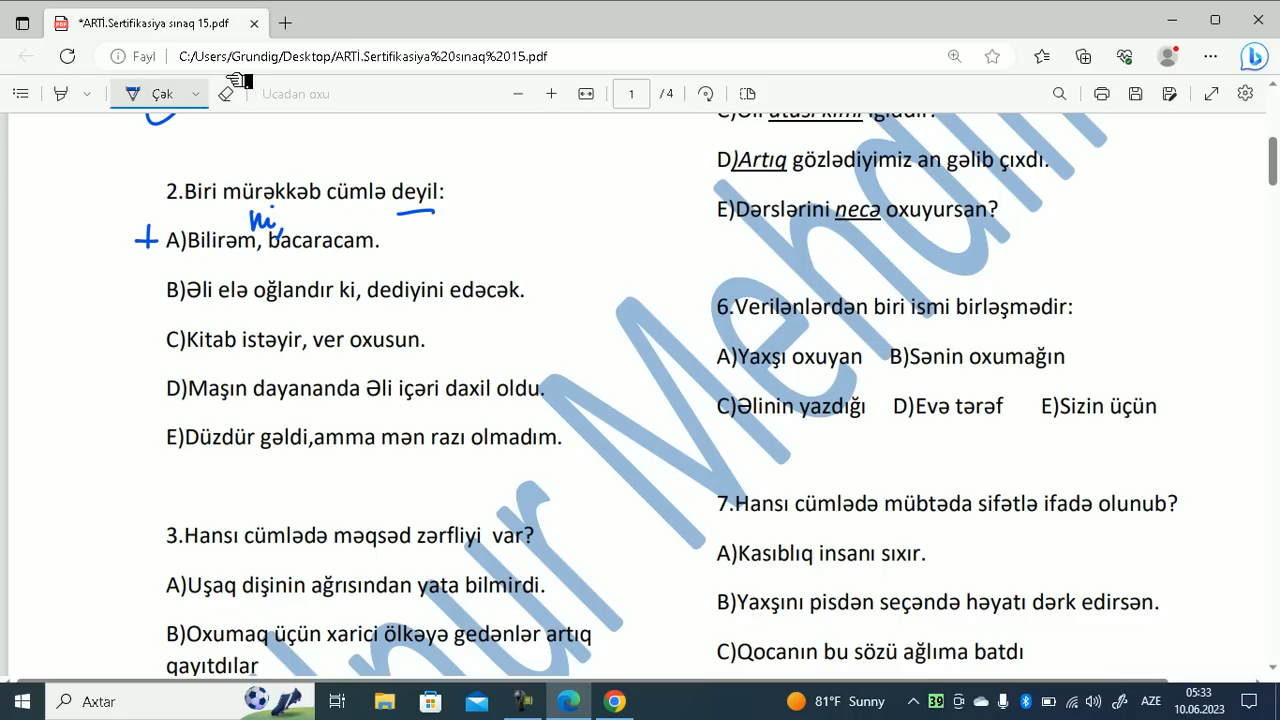 *ARTİ.Sertifikasiya sınaq 15.pdf
Fayl
C:/Users/Grundig/Desktop/ARTİ.Sertifikasiya%20sınaq%2015.pdf
Çək
Ucadan oxu
1 / 4
2.Biri mürəkkəb cümlə deyil:
A)Bilirəm, bacaracam.
B)Əli elə oğlandır ki, dediyini edəcək.
C)Kitab istəyir, ver oxusun.
D)Maşın dayananda Əli içəri daxil oldu.
E)Düzdür gəldi,amma mən razı olmadım.
3.Hansı cümlədə məqsəd zərfliyi var?
A)Uşaq dişinin ağrısından yata bilmirdi.
B)Oxumaq üçün xarici ölkəyə gedənlər artıq
qayıtdılar
D)Artıq gözlədiyimiz an gəlib çıxdı.
E)Dərslərini necə oxuyursan?
6.Verilənlərdən biri ismi birləşmədir:
A)Yaxşı oxuyan B)Sənin oxumağın
C)Əlinin yazdığı D)Evə tərəf E)Sizin üçün
7.Hansı cümlədə mübtəda sifətlə ifadə olunub?
A)Kasıblıq insanı sıxır.
B)Yaxşını pisdən seçəndə həyatı dərk edirsən.
C)Qocanın bu sözü ağlıma batdı
Axtar
81°F Sunny
39
AZE
05:33
10.06.2023